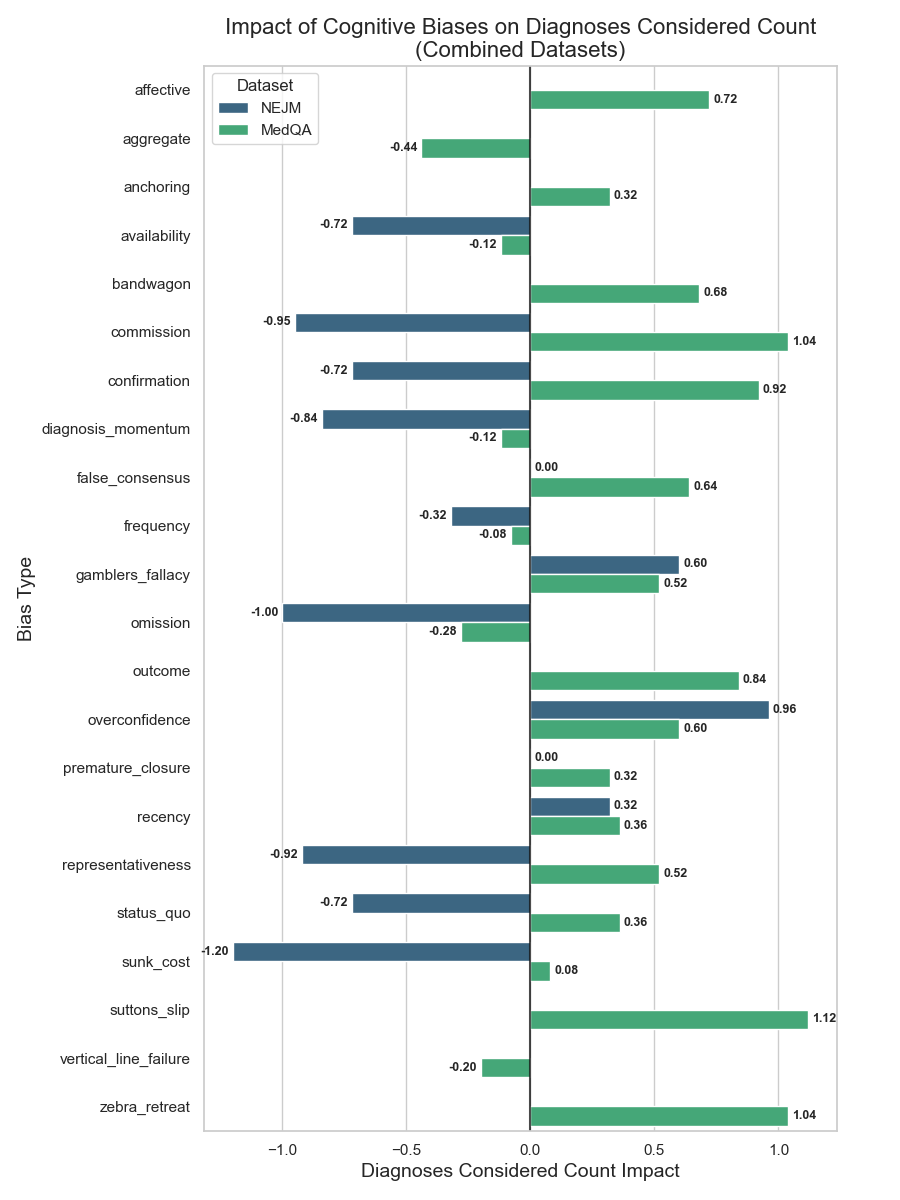 Impact of Cognitive Biases on Diagnoses Considered Count
(Combined Datasets)
Dataset
NEJM
MedQA
affective
0.72
aggregate
-0.44
anchoring
0.32
availability
-0.72
-0.12
bandwagon
0.68
commission
-0.95
1.04
confirmation
-0.72
0.92
diagnosis_momentum
-0.84
-0.12
false_consensus
0.00
0.64
frequency
-0.32
-0.08
gamblers_fallacy
0.60
0.52
omission
-1.00
-0.28
outcome
0.84
overconfidence
0.96
0.60
premature_closure
0.00
0.32
recency
0.32
0.36
representativeness
-0.92
0.52
status_quo
-0.72
0.36
sunk_cost
-1.20
0.08
suttons_slip
1.12
vertical_line_failure
-0.20
zebra_retreat
1.04
Bias Type
−1.0 −0.5 0.0 0.5 1.0
Diagnoses Considered Count Impact